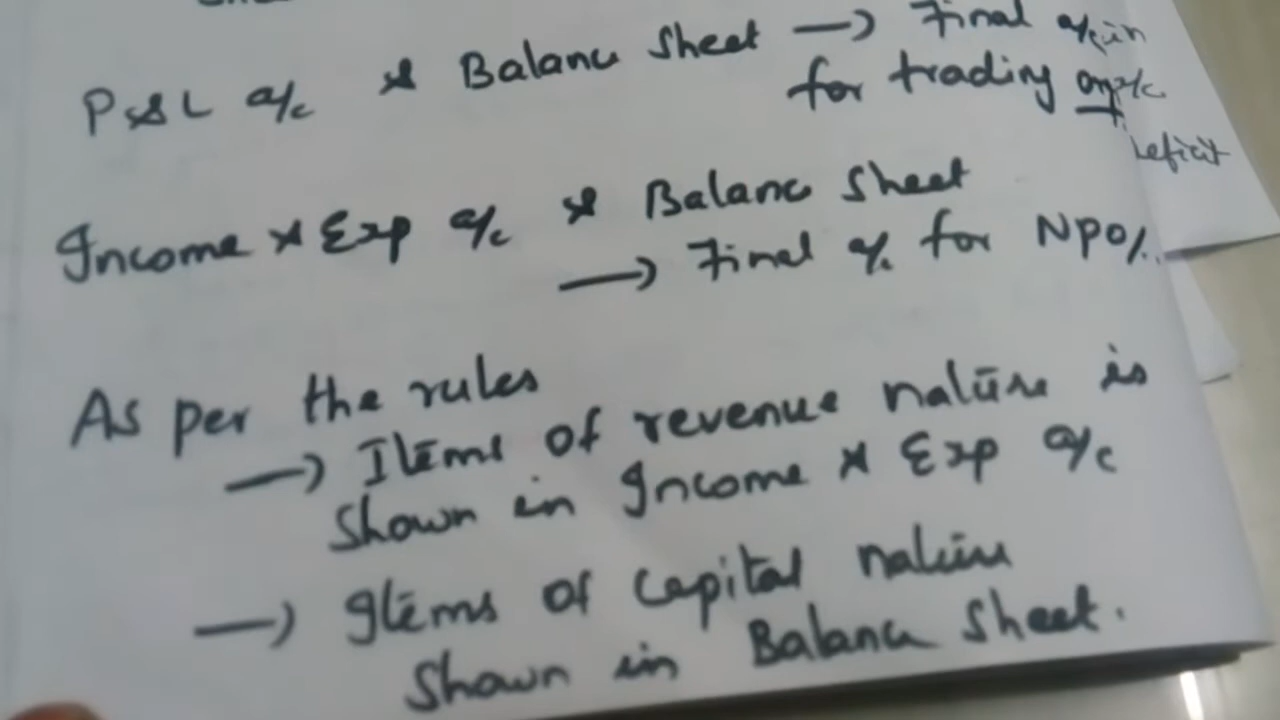 P & L a/c & Balance Sheet → Final a/c in
for trading
deficit
Income & Exp a/c & Balance Sheet
→ Final a/c for NPO/.
As per the rules
→ Items of revenue nature is
Shown in Income & Exp a/c
→ Items of capital nature
Shown in Balance Sheet.